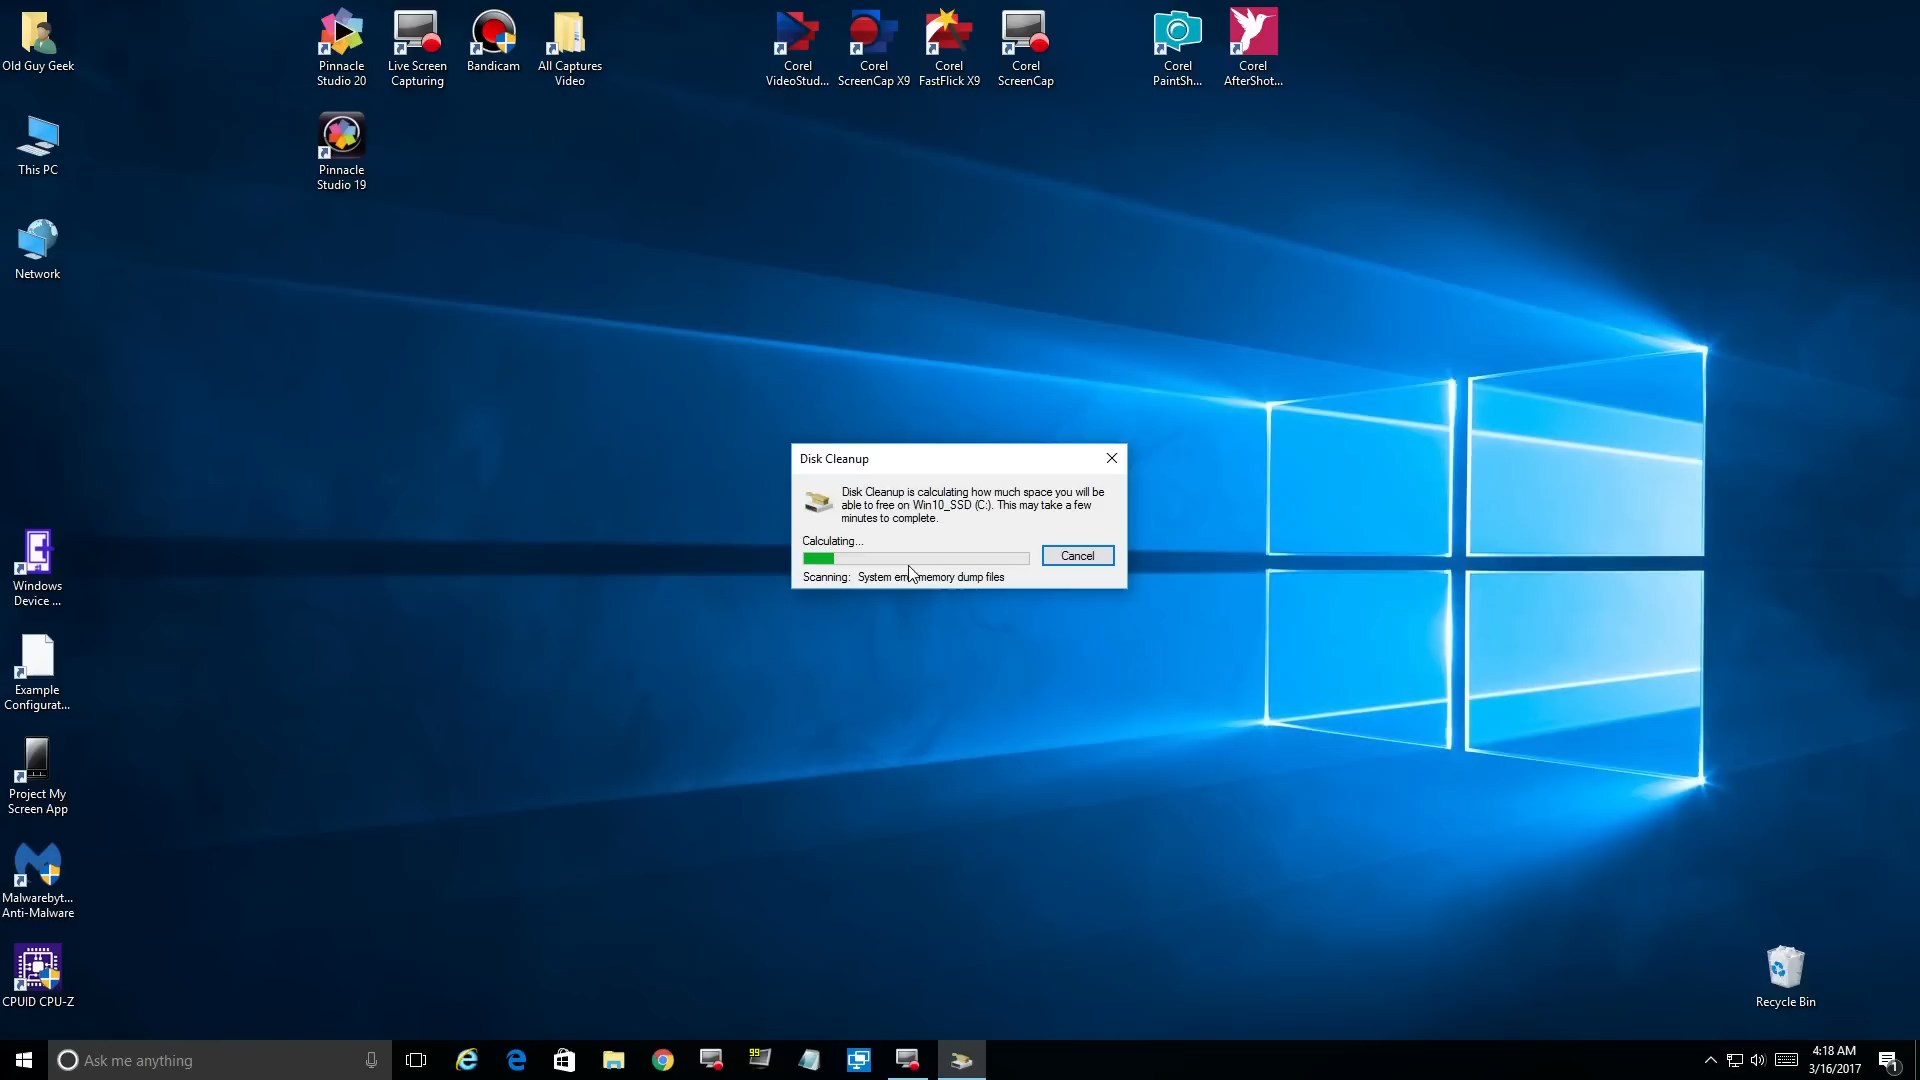 Old Guy Geek
Pinnacle
Studio 20
Live Screen
Capturing
Bandicam
All Captures
Video
Corel
VideoStud...
Corel
ScreenCap X9
Corel
FastFlick X9
Corel
ScreenCap
Corel
PaintSh...
Corel
AfterShot...
This PC
Pinnacle
Studio 19
Network
Disk Cleanup
Disk Cleanup is calculating how much space you will be
able to free on Win10_SSD (C:). This may take a few
minutes to complete.
Calculating...
Cancel
Scanning: System memory dump files
Windows
Device ...
Example
Configurat...
Project My
Screen App
Malwarebyt...
Anti-Malware
CPUID CPU-Z
Recycle Bin
Ask me anything
99
4:18 AM
3/16/2017
1